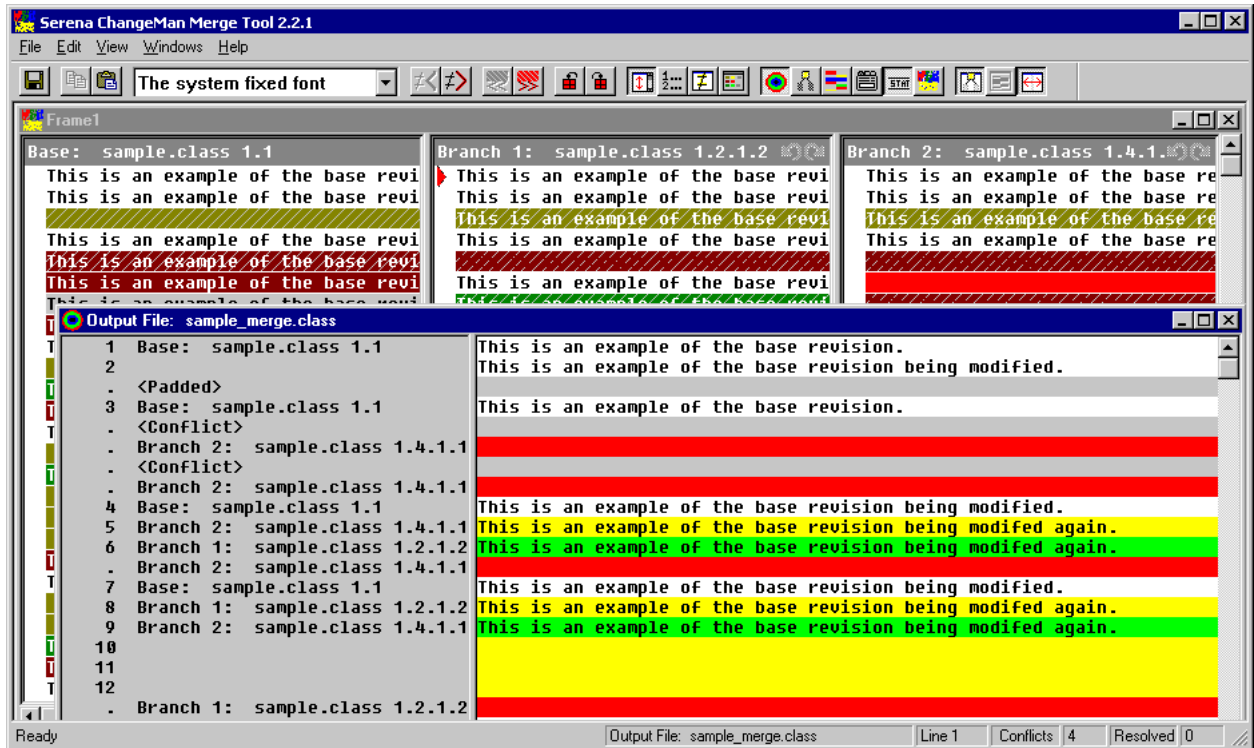 Serena ChangeMan Merge Tool 2.2.1
File Edit View Windows Help
The system fixed font
STAT
Frame1
Base: sample.class 1.1
Branch 1: sample.class 1.2.1.2
Branch 2: sample.class 1.4.1.
This is an example of the base revi This is an example of the base revi This is an example of the base re
This is an example of the base revi This is an example of the base revi This is an example of the base re
This is an example of the base revi This is an example of the base re
This is an example of the base revi This is an example of the base revi This is an example of the base re
This is an example of the base revi
This is an example of the base revi This is an example of the base revi
This is an example of the base revi This is an example of the base revi
Output File: sample_merge.class
1 Base: sample.class 1.1 This is an example of the base revision.
2 This is an example of the base revision being modified.
. <Padded>
3 Base: sample.class 1.1 This is an example of the base revision.
. <Conflict>
. Branch 2: sample.class 1.4.1.1
. <Conflict>
. Branch 2: sample.class 1.4.1.1
4 Base: sample.class 1.1 This is an example of the base revision being modified.
5 Branch 2: sample.class 1.4.1.1 This is an example of the base revision being modifed again.
6 Branch 1: sample.class 1.2.1.2 This is an example of the base revision being modifed again.
. Branch 2: sample.class 1.4.1.1
7 Base: sample.class 1.1 This is an example of the base revision being modified.
8 Branch 1: sample.class 1.2.1.2 This is an example of the base revision being modifed again.
9 Branch 2: sample.class 1.4.1.1 This is an example of the base revision being modifed again.
10
11
12
. Branch 1: sample.class 1.2.1.2
Ready
Output File: sample_merge.class
Line 1
Conflicts 4
Resolved 0